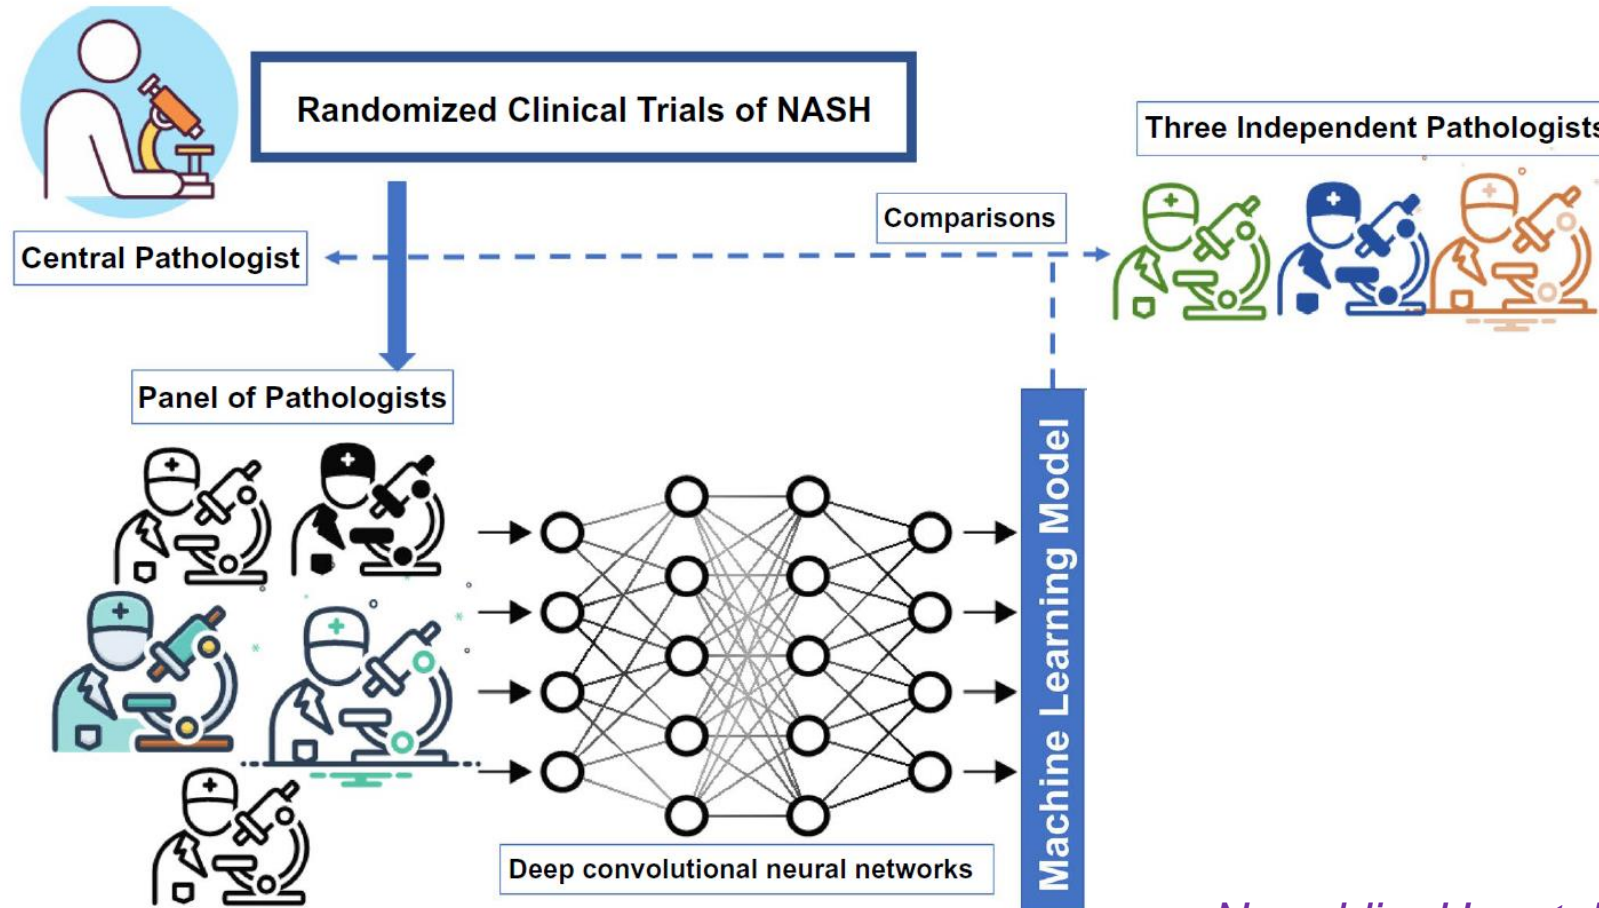 Randomized Clinical Trials of NASH
Three Independent Pathologists
Comparisons
Central Pathologist
Panel of Pathologists
Machine Learning Model
Deep convolutional neural networks